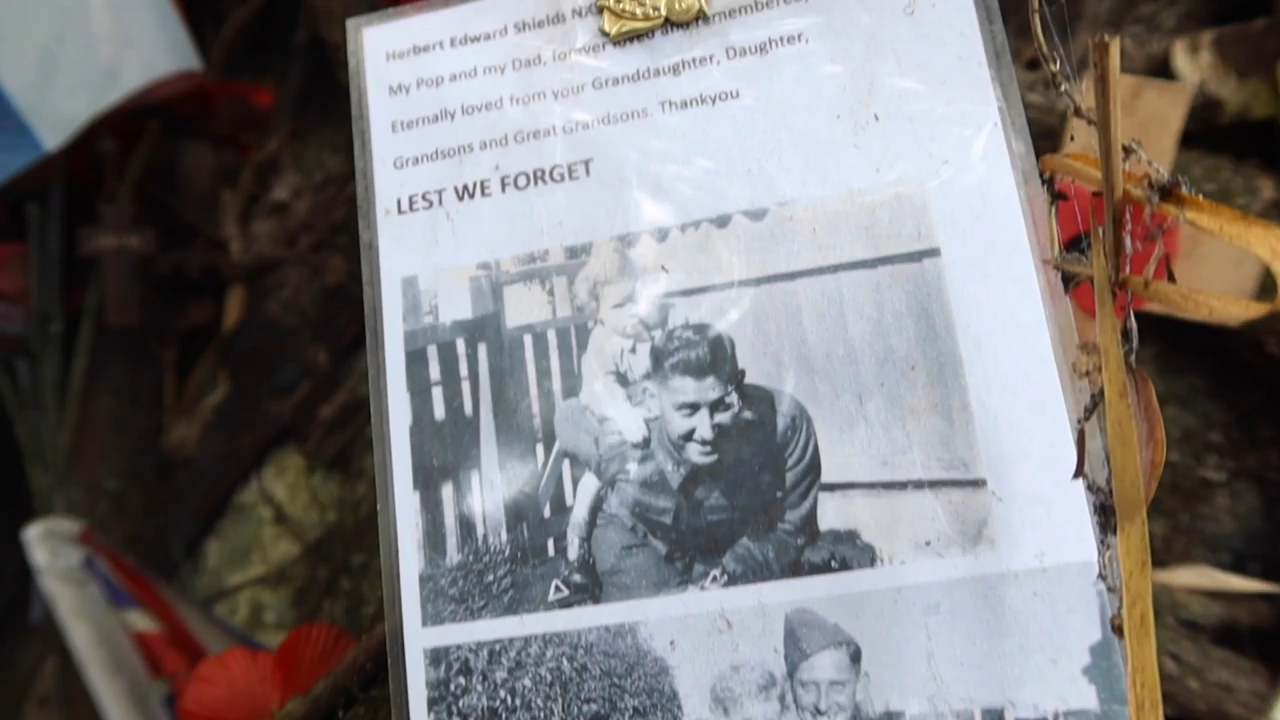 Herbert Edward Shields NX
My Pop and my Dad, forever loved and remembered,
Eternally loved from your Granddaughter, Daughter,
Grandsons and Great Grandsons. Thankyou
LEST WE FORGET